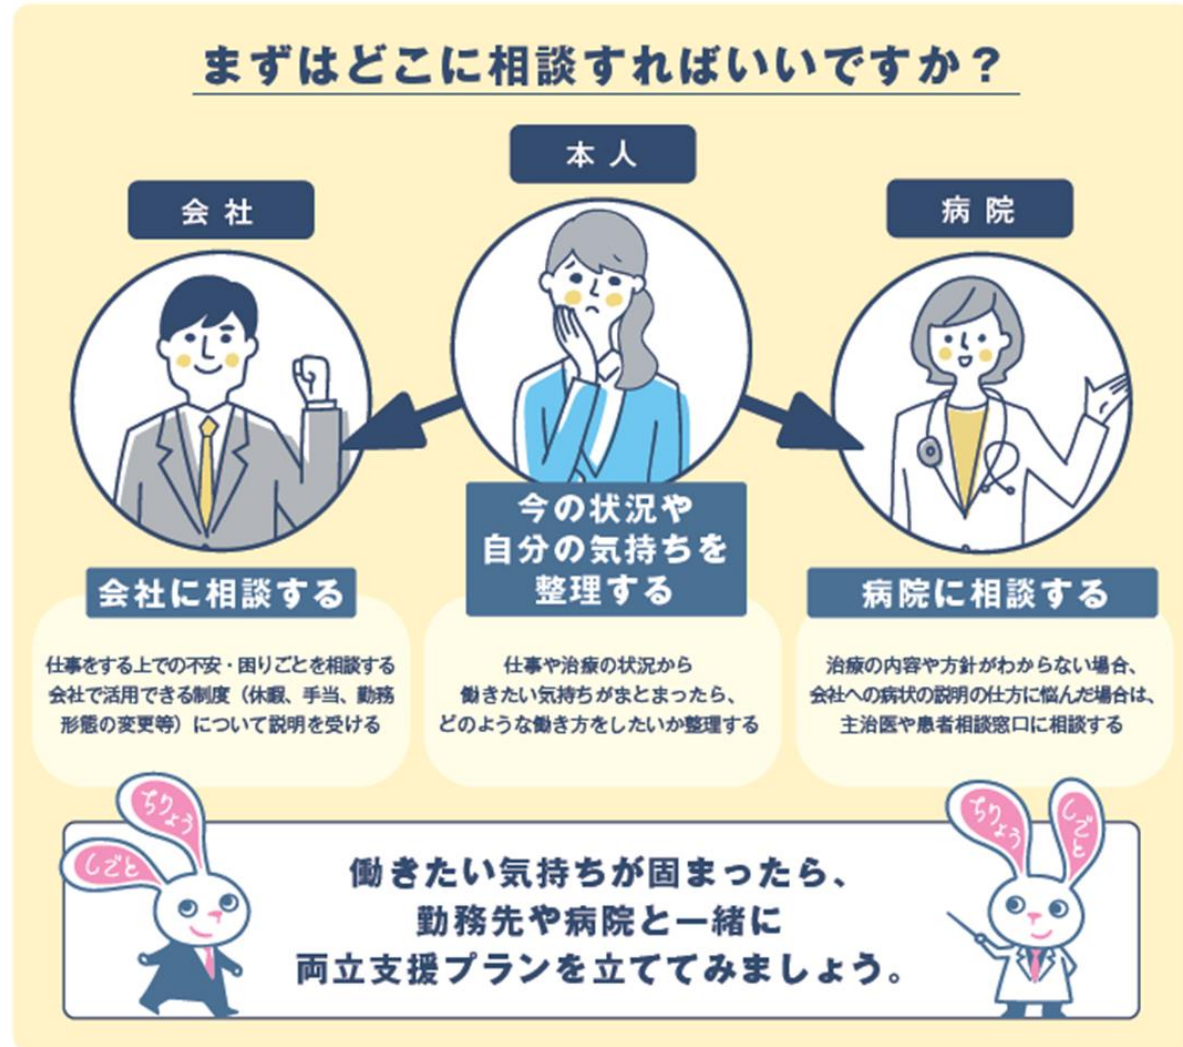 まずはどこに相談すればいいですか？
本人
会社
病院
会社に相談する
仕事をする上での不安・困りごとを相談する
会社で活用できる制度（休暇、手当、勤務
形態の変更等）について説明を受ける
今の状況や
自分の気持ちを
整理する
仕事や治療の状況から
働きたい気持ちがまとまったら、
どのような働き方をしたいか整理する
病院に相談する
治療の内容や方針がわからない場合、
会社への病状の説明の仕方に悩んだ場合は、
主治医や患者相談窓口に相談する
ちりょう
しごと
働きたい気持ちが固まったら、
勤務先や病院と一緒に
両立支援プランを立ててみましょう。
ちりょう
しごと